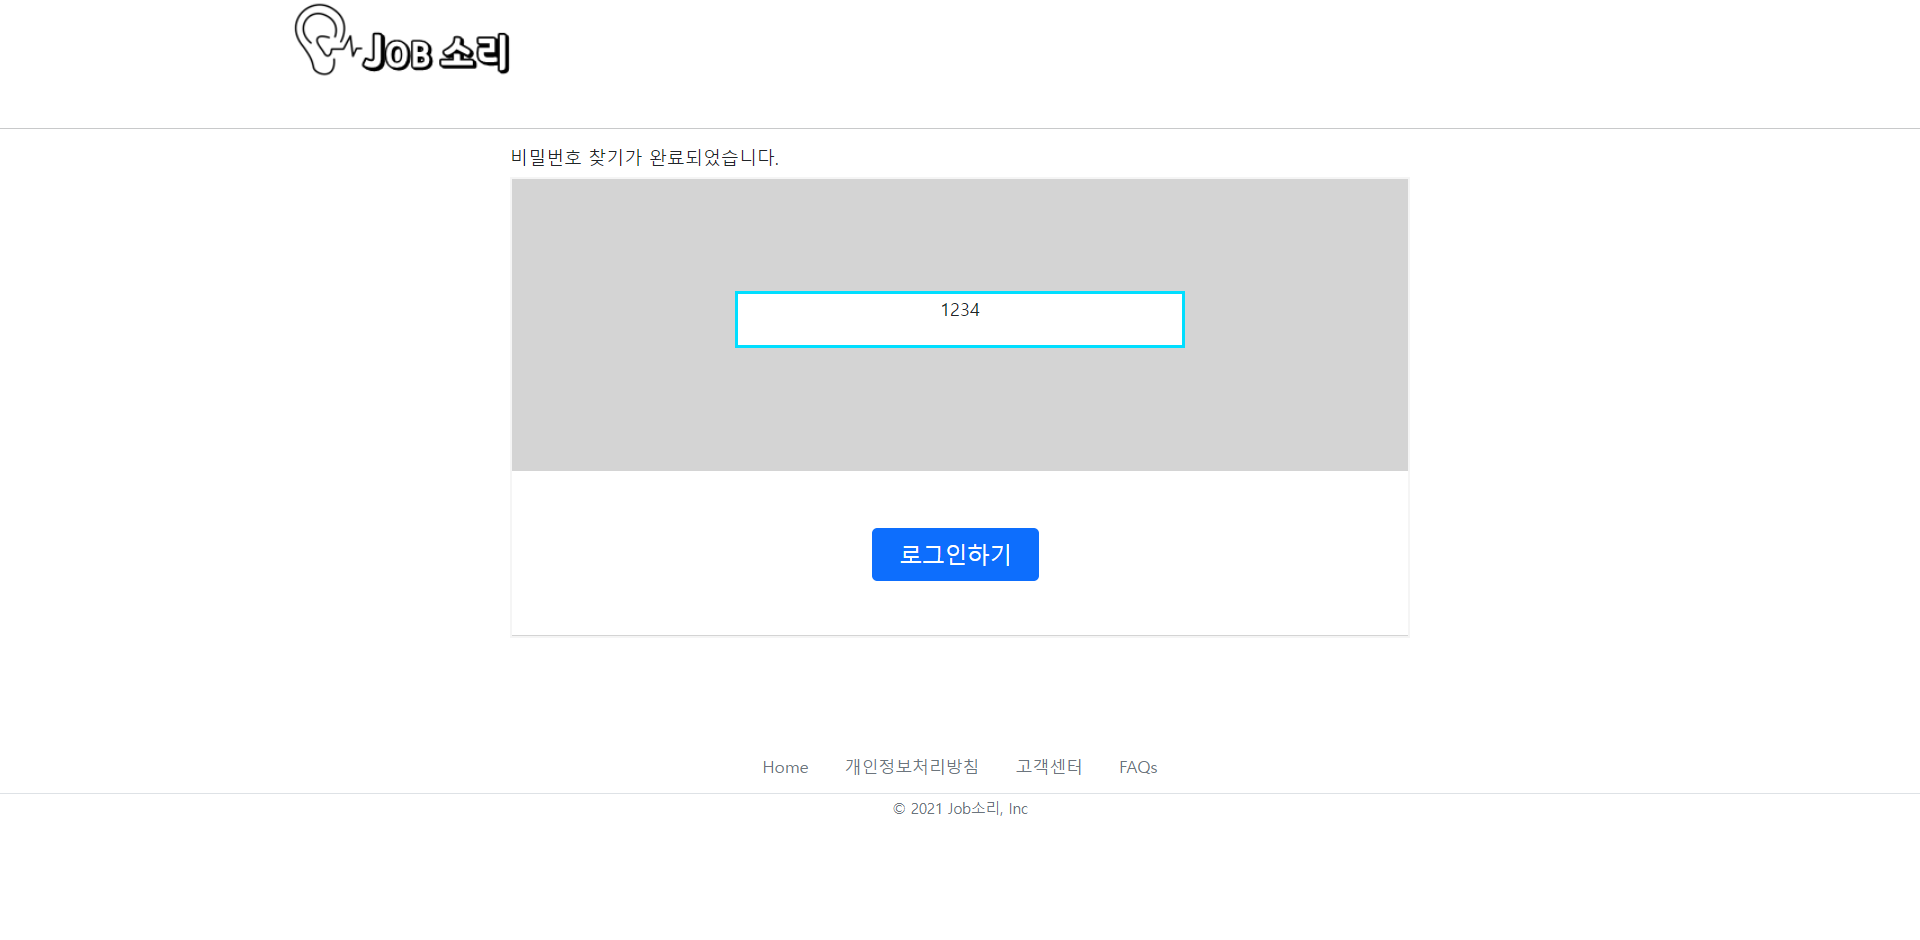 JOB 소리
비밀번호 찾기가 완료되었습니다.
1234
로그인하기
Home 개인정보처리방침 고객센터 FAQs
© 2021 Job소리, Inc